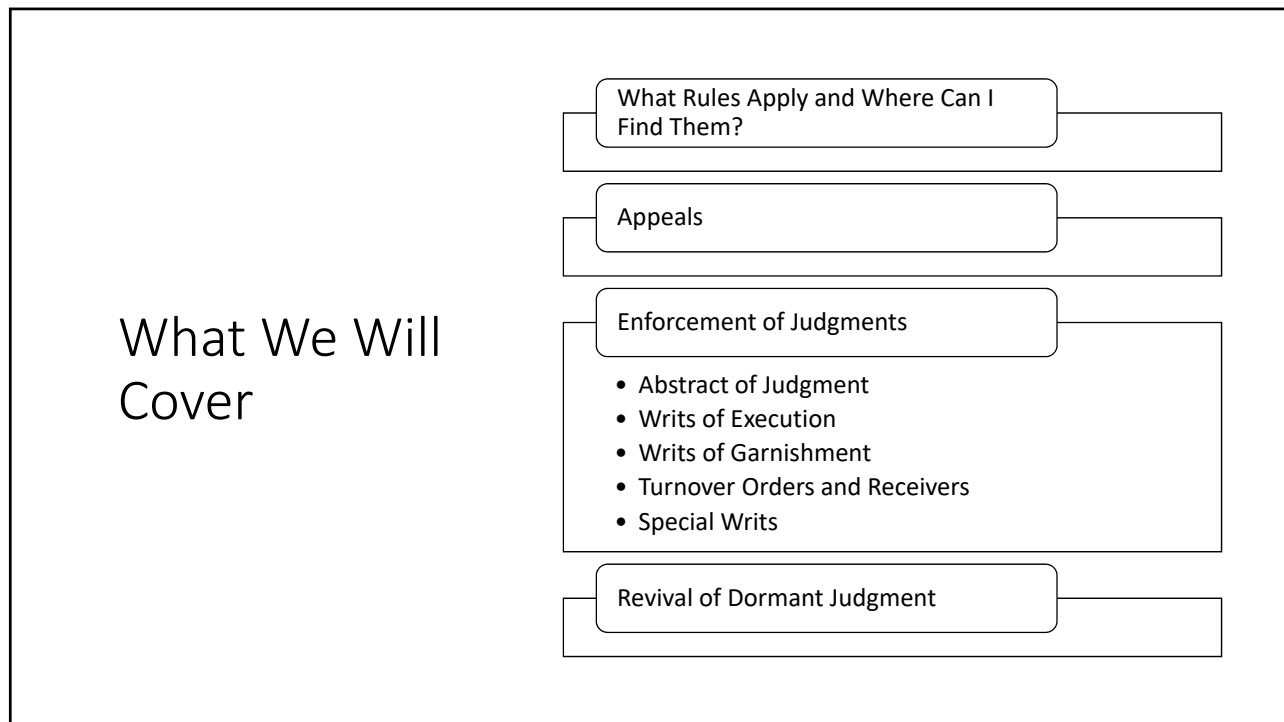 What We Will
Cover
What Rules Apply and Where Can I
Find Them?
Appeals
Enforcement of Judgments
• Abstract of Judgment
• Writs of Execution
• Writs of Garnishment
• Turnover Orders and Receivers
• Special Writs
Revival of Dormant Judgment